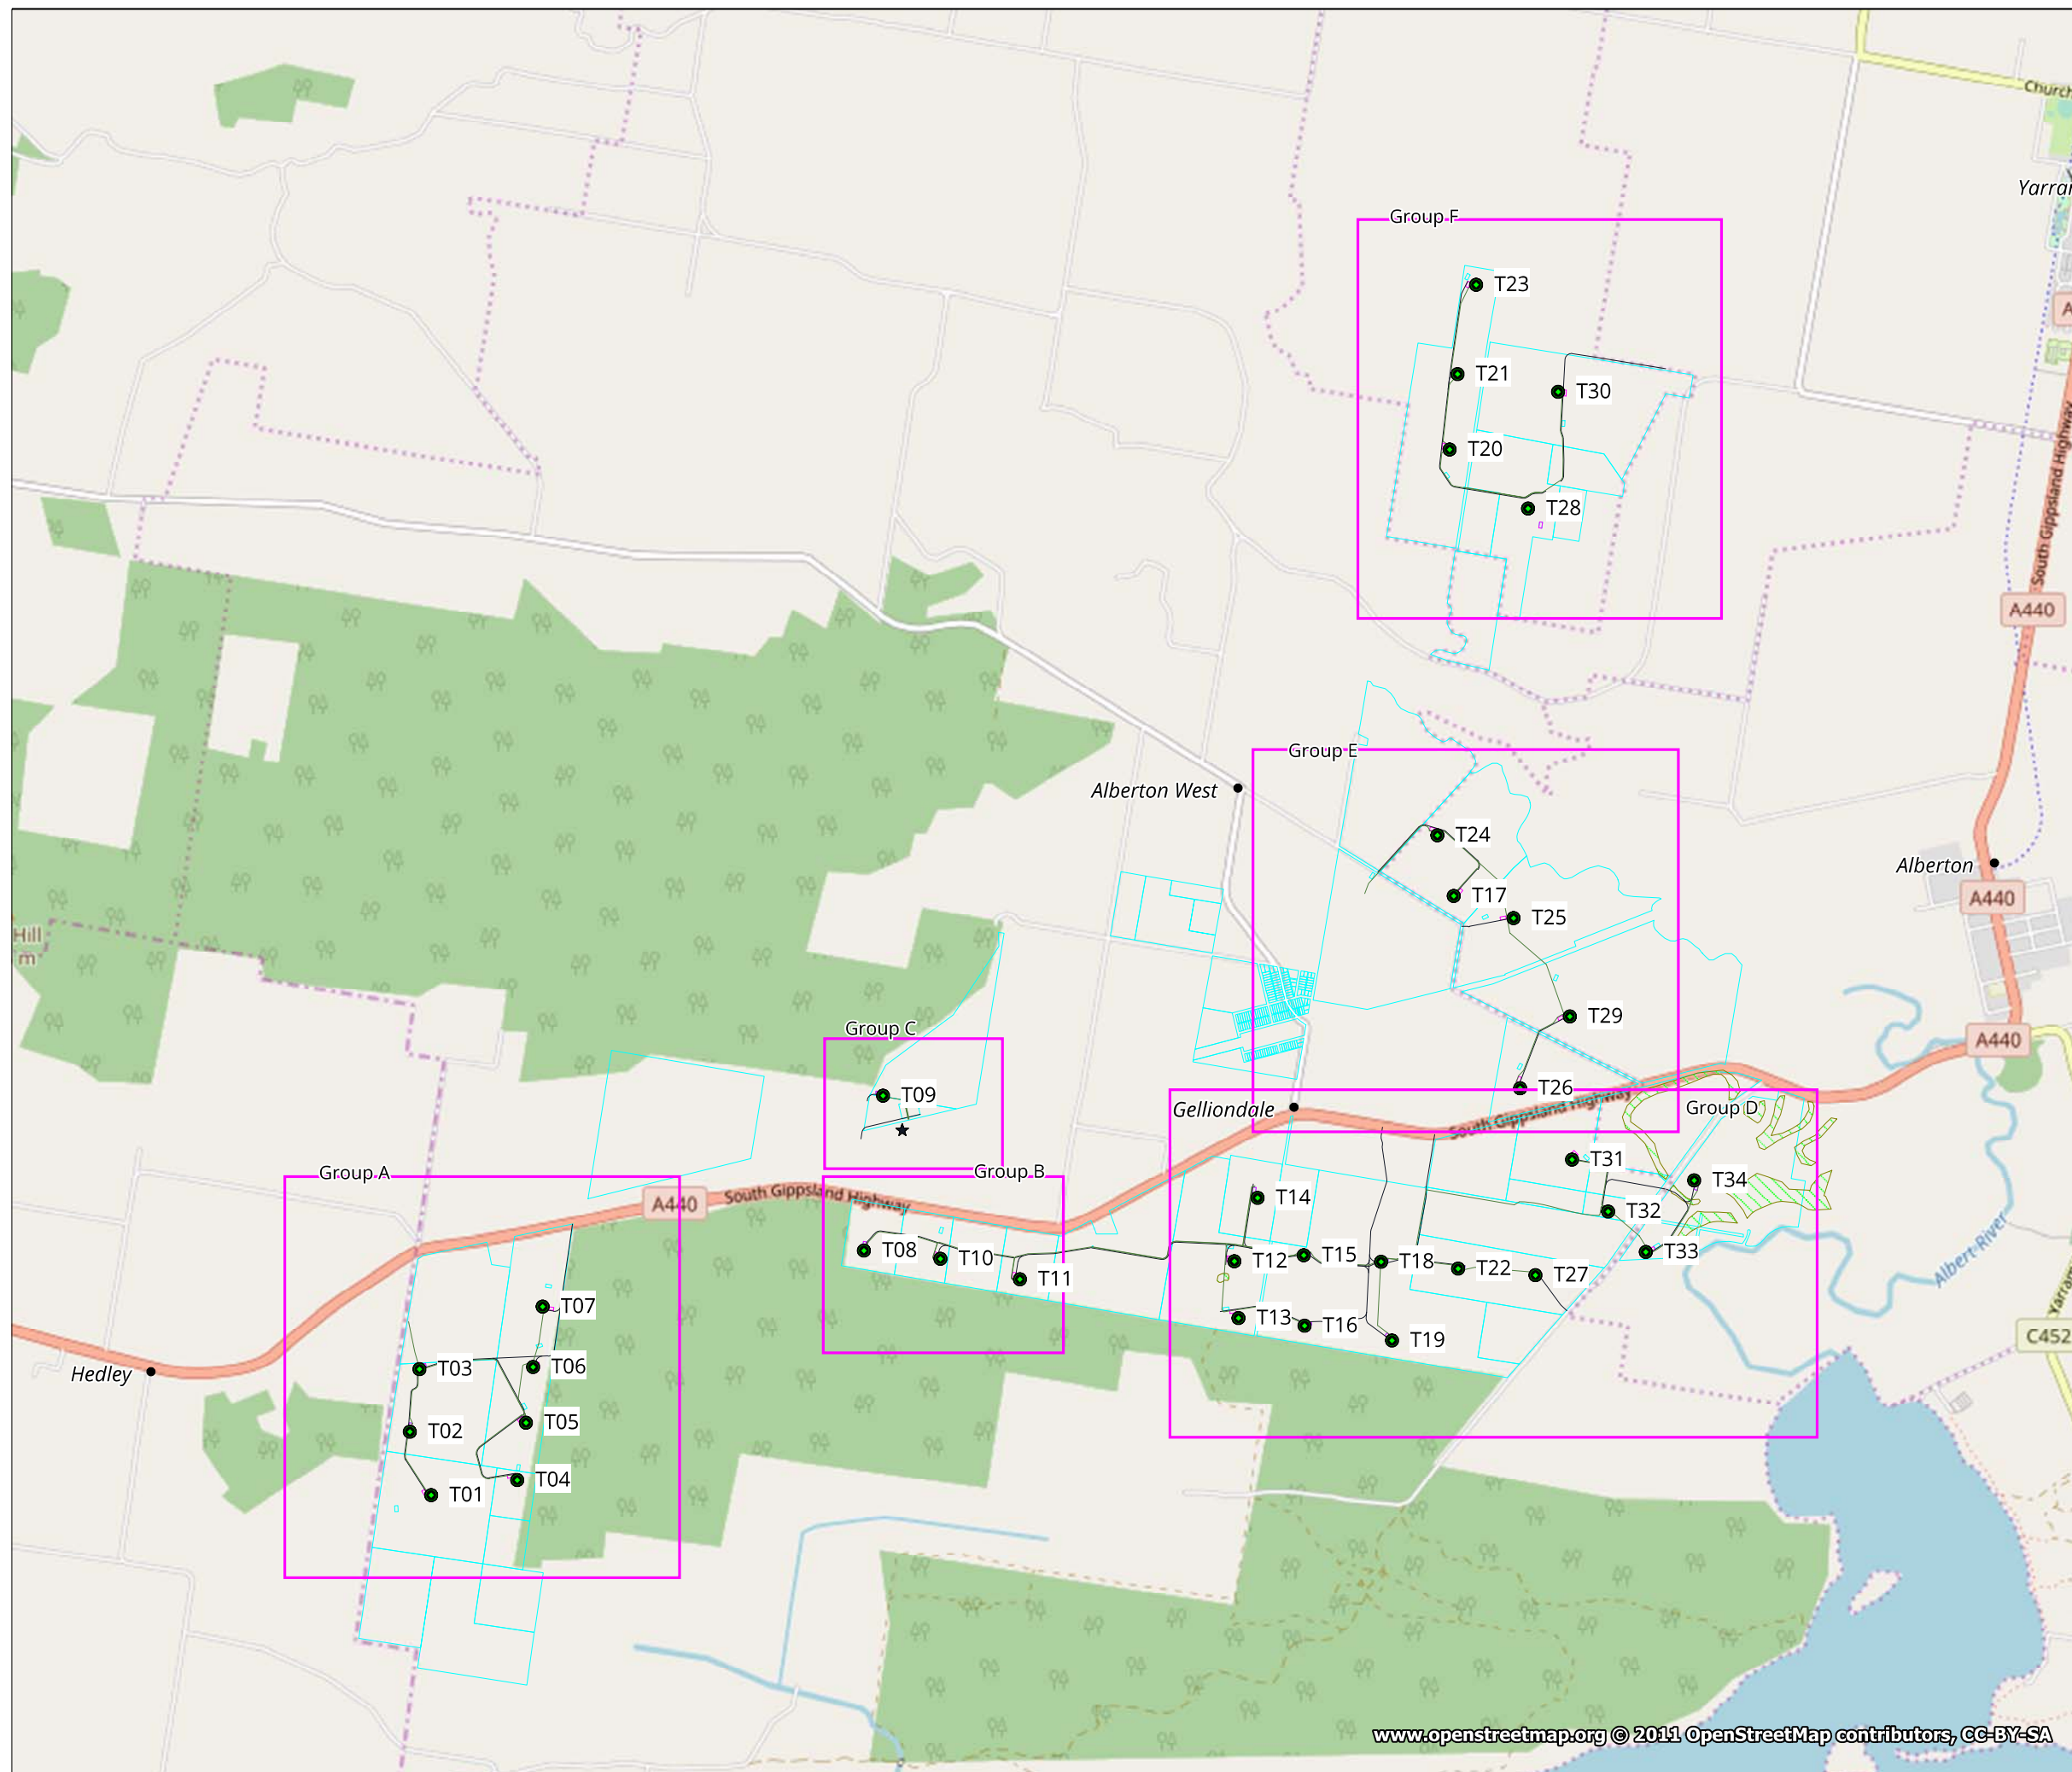 Church
Yarra
Group F
T23
T21
T30
T20
T28
South Gippsland Highway
A440
Group E
Alberton West
T24
Alberton
T17
A440
T25
Hill
m
T29
Group C
A440
T26
T09
Gelliondale
South Gippsland Highway
Group D
T31
Group A
Group B
T34
A440
South Gippsland Highway
T14
T32
T08
T10
T12
T15
T18
T33
T22
T27
T11
Albert River
T07
T13
T16
T19
Yarram
C452
Hedley
T03
T06
T02
T05
T04
T01
www.openstreetmap.org © 2011 OpenStreetMap contributors, CC-BY-SA